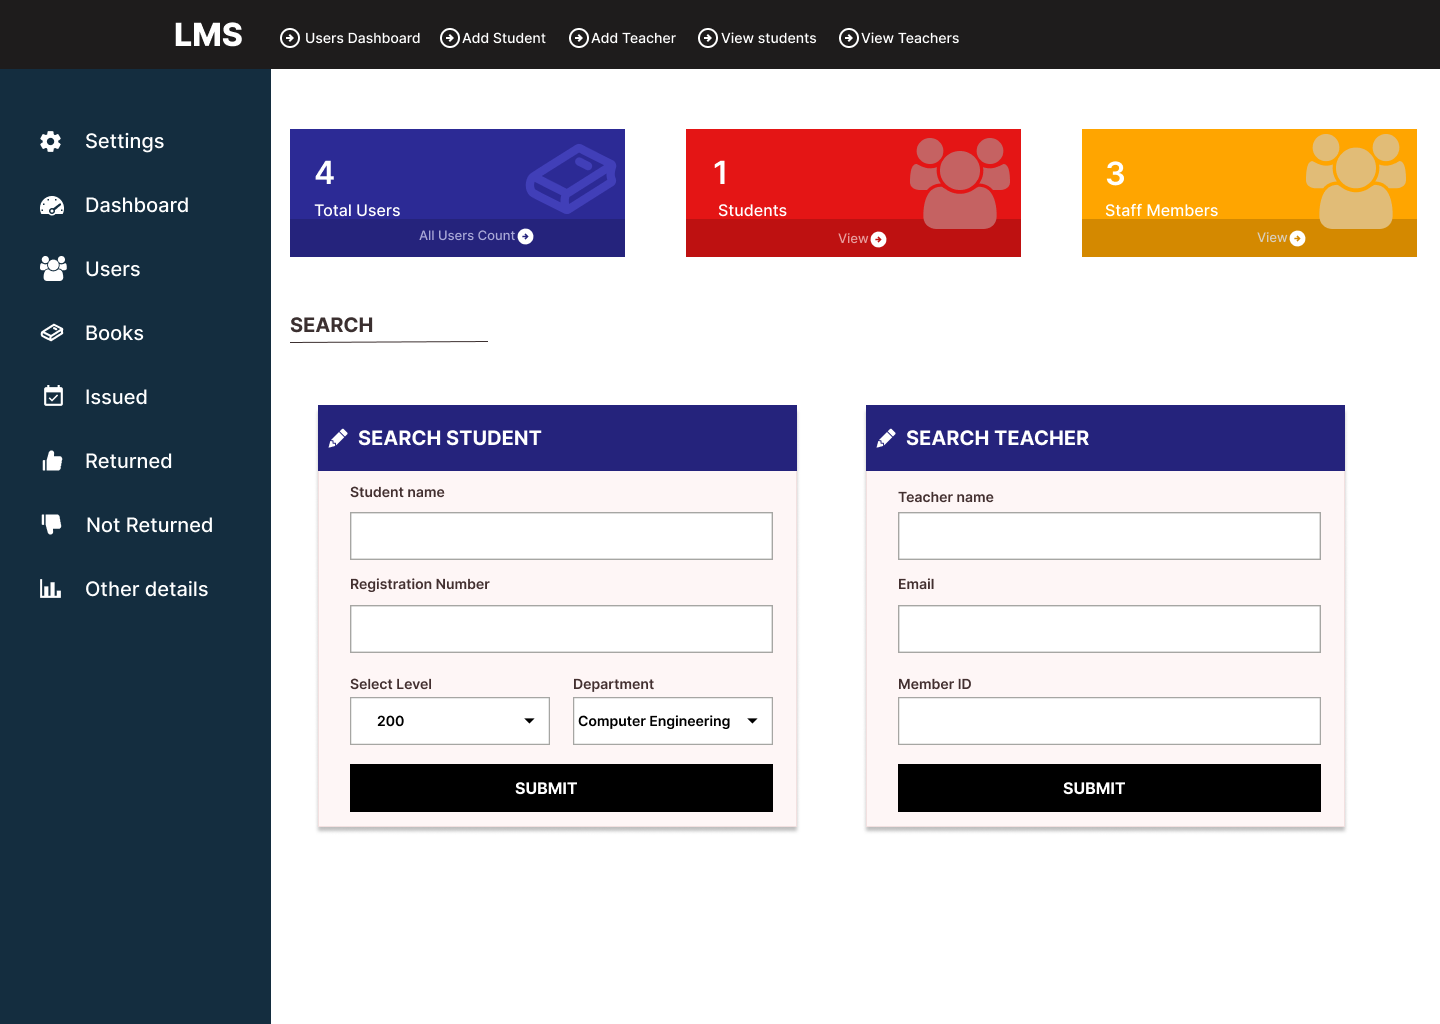 LMS
Users Dashboard
Add Student
Add Teacher
View students
View Teachers
Settings
Dashboard
Users
Books
Issued
Returned
Not Returned
Other details
4
Total Users
All Users Count
1
Students
View
3
Staff Members
View
SEARCH
SEARCH STUDENT
Student name
Registration Number
Select Level
Department
200
Computer Engineering
SUBMIT
SEARCH TEACHER
Teacher name
Email
Member ID
SUBMIT